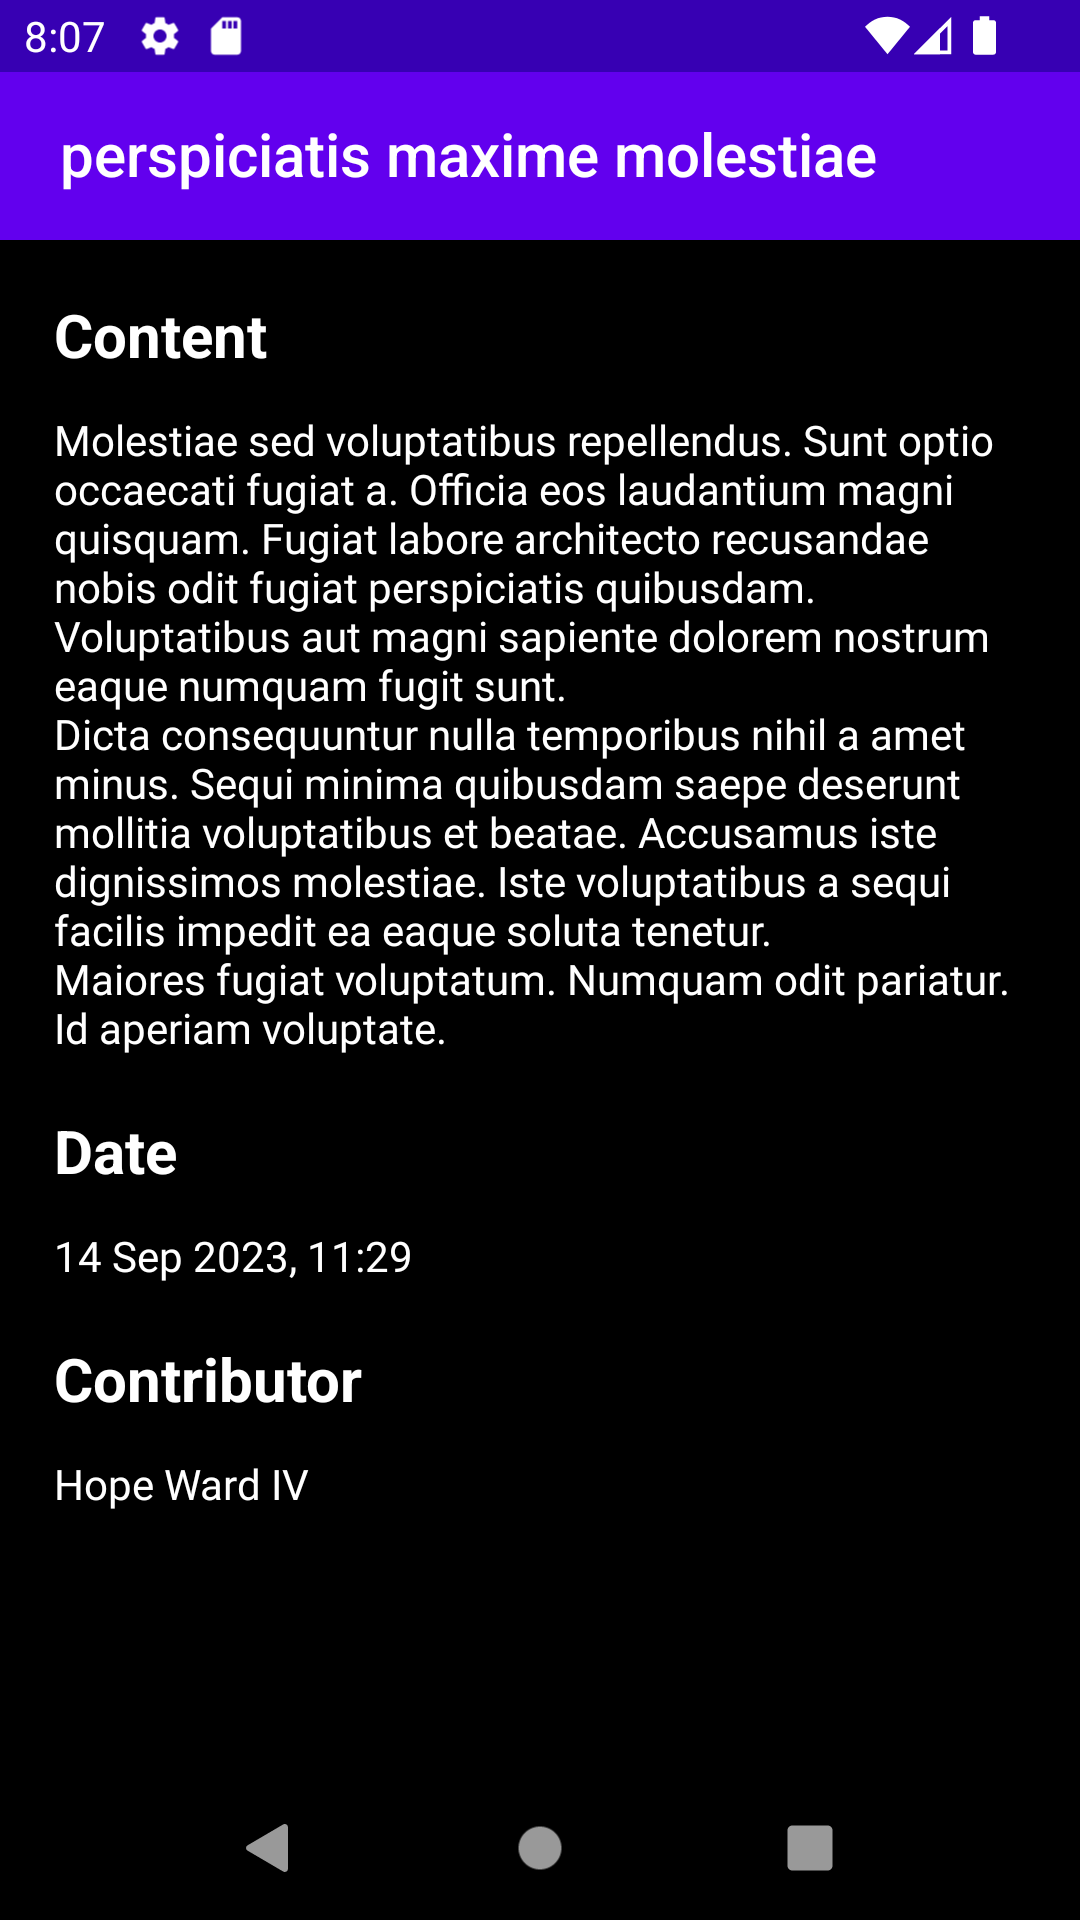 8:07
perspiciatis maxime molestiae
Content
Molestiae sed voluptatibus repellendus. Sunt optio
occaecati fugiat a. Officia eos laudantium magni
quisquam. Fugiat labore architecto recusandae
nobis odit fugiat perspiciatis quibusdam.
Voluptatibus aut magni sapiente dolorem nostrum
eaque numquam fugit sunt.
Dicta consequuntur nulla temporibus nihil a amet
minus. Sequi minima quibusdam saepe deserunt
mollitia voluptatibus et beatae. Accusamus iste
dignissimos molestiae. Iste voluptatibus a sequi
facilis impedit ea eaque soluta tenetur.
Maiores fugiat voluptatum. Numquam odit pariatur.
Id aperiam voluptate.
Date
14 Sep 2023, 11:29
Contributor
Hope Ward IV